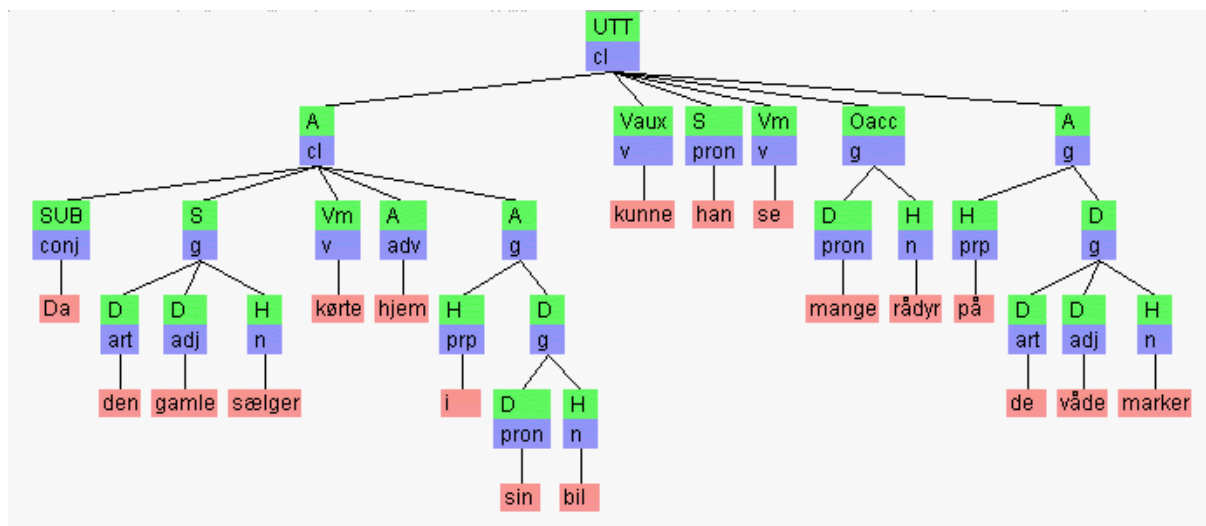 UTT
cl
A Vaux S Vm Oacc A
cl v pron v g g
SUB S Vm A A kunne han se D H H D
conj g v adv g pron n prp g
Da D D H kørte hjem H D mange rådyr på D D H
art adj n prp g art adj n
den gamle sælger i D H de våde marker
pron n
sin bil